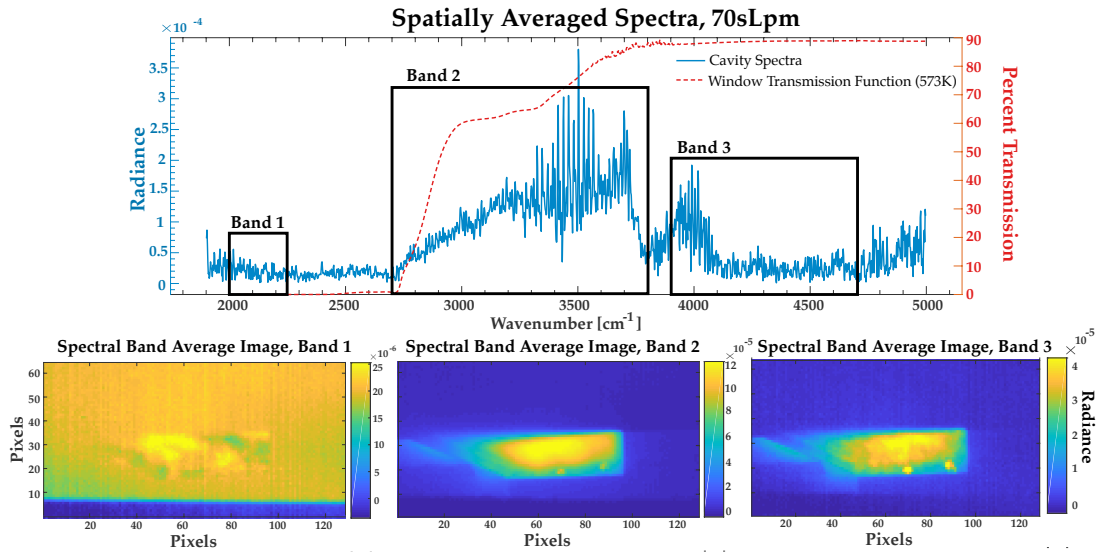 Spatially Averaged Spectra, 70sLpm
×10⁻⁴
3.5
3
2.5
2
1.5
1
0.5
0
Radiance
Band 1
Band 2
Band 3
Cavity Spectra
Window Transmission Function (573K)
90
80
70
60
50
40
30
20
10
0
Percent Transmission
2000 2500 3000 3500 4000 4500 5000
Wavenumber [cm⁻¹]
Spectral Band Average Image, Band 1
×10⁻⁶
60
50
40
30
20
10
Pixels
20 40 60 80 100 120
Pixels
25
20
15
10
5
0
Spectral Band Average Image, Band 2
×10⁻⁵
20 40 60 80 100 120
Pixels
12
10
8
6
4
2
0
Spectral Band Average Image, Band 3
×10⁻⁵
20 40 60 80 100 120
Pixels
4
3
2
1
0
Radiance